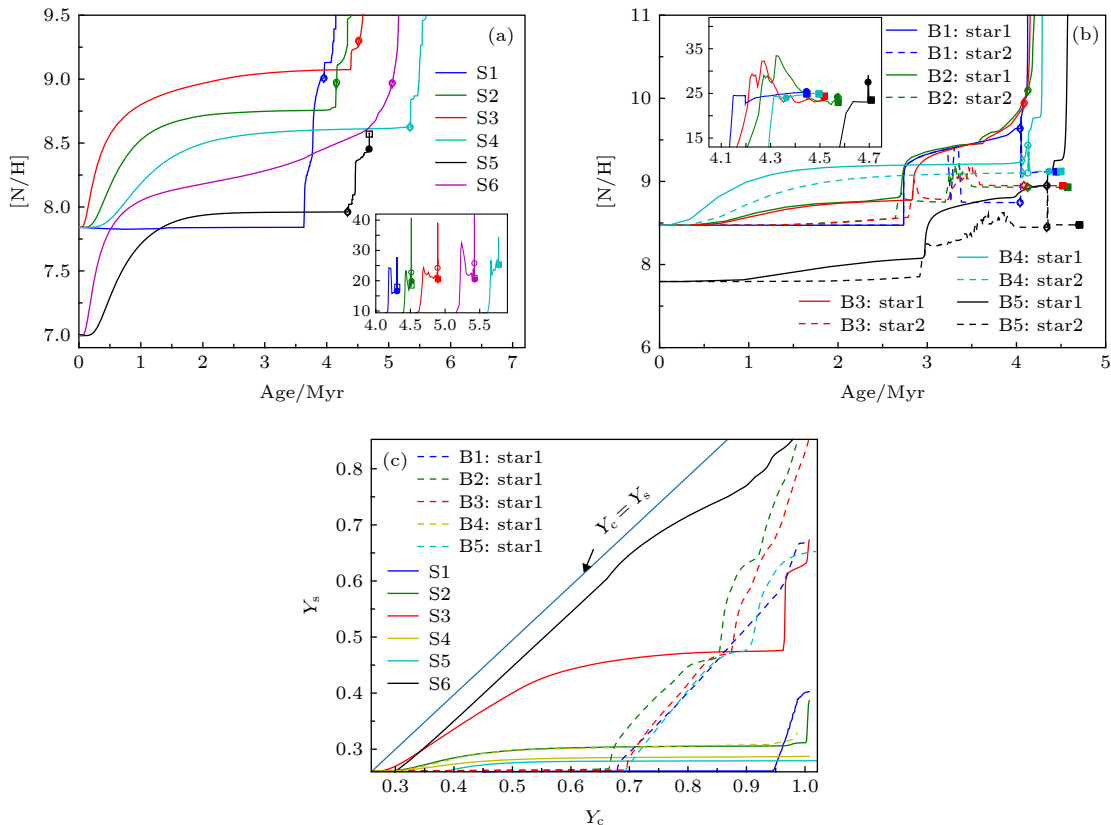 (a)
[N/H]
9.5
9.0
8.5
8.0
7.5
7.0
S1
S2
S3
S4
S5
S6
40
30
25
20
10
4.0 4.5 5.0 5.5
0 1 2 3 4 5 6 7
Age/Myr
(b)
[N/H]
11
10
9
8
6
35
25
15
4.1 4.3 4.5 4.7
B1: star1
B1: star2
B2: star1
B2: star2
B3: star1
B3: star2
B4: star1
B4: star2
B5: star1
B5: star2
0 1 2 3 4 5
Age/Myr
(c)
Ys
0.8
0.7
0.6
0.5
0.4
0.3
B1: star1
B2: star1
B3: star1
B4: star1
B5: star1
S1
S2
S3
S4
S5
S6
Yc = Ys
0.3 0.4 0.5 0.6 0.7 0.8 0.9 1.0
Yc